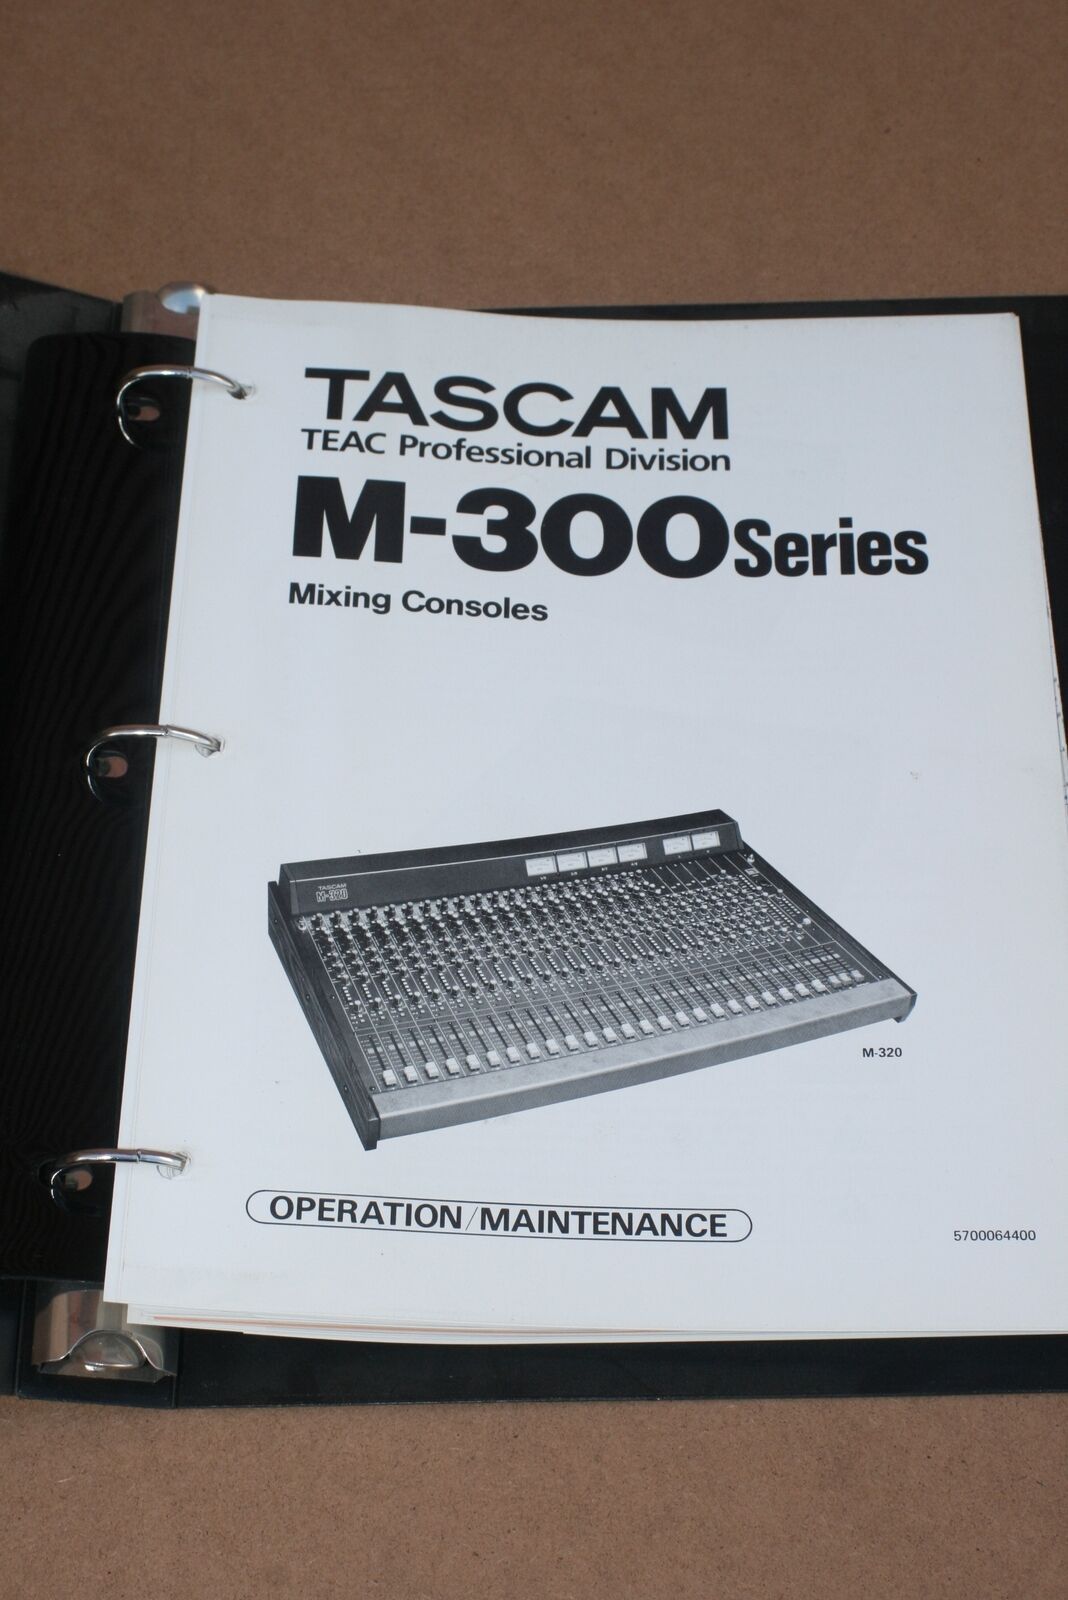 TASCAM
TEAC Professional Division
M-300 Series
Mixing Consoles
TASCAM
M-320
M-320
OPERATION/MAINTENANCE
5700064400